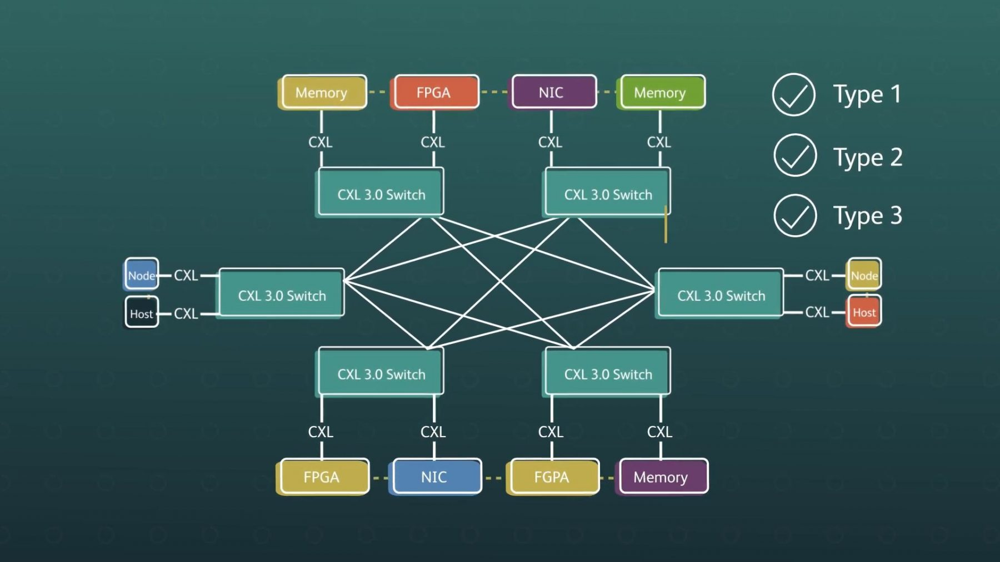 Memory
FPGA
NIC
Memory
Type 1
CXL
CXL
CXL
CXL
Type 2
CXL 3.0 Switch
CXL 3.0 Switch
Type 3
Node
CXL
CXL 3.0 Switch
Host
CXL
CXL 3.0 Switch
CXL
Node
CXL
Host
CXL 3.0 Switch
CXL 3.0 Switch
CXL
CXL
CXL
CXL
FPGA
NIC
FGPA
Memory